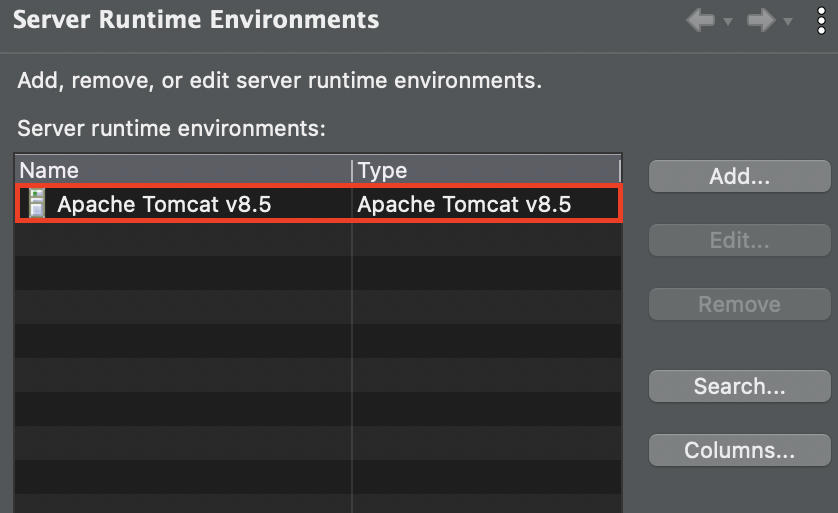 Server Runtime Environments
Add, remove, or edit server runtime environments.
Server runtime environments:
Name Type
Apache Tomcat v8.5 Apache Tomcat v8.5
Add...
Edit...
Remove
Search...
Columns...